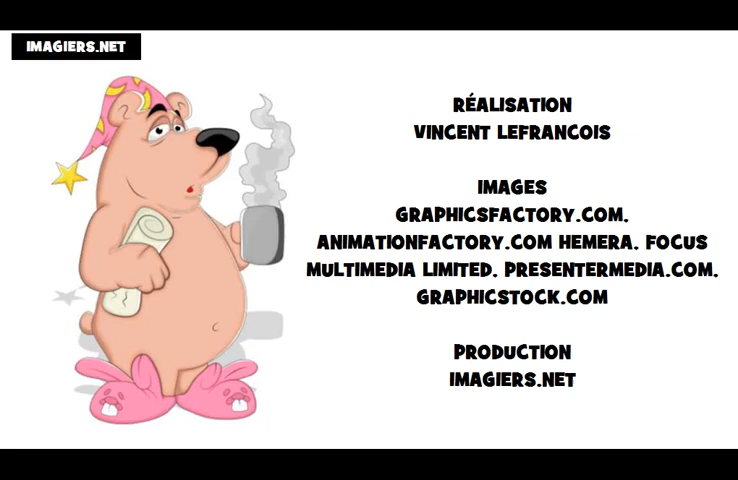 IMAGIERS.NET
RÉALISATION
VINCENT LEFRANCOIS
IMAGES
GRAPHICSFACTORY.COM.
ANIMATIONFACTORY.COM HEMERA. FOCUS
MULTIMEDIA LIMITED. PRESENTERMEDIA.COM.
GRAPHICSTOCK.COM
PRODUCTION
IMAGIERS.NET